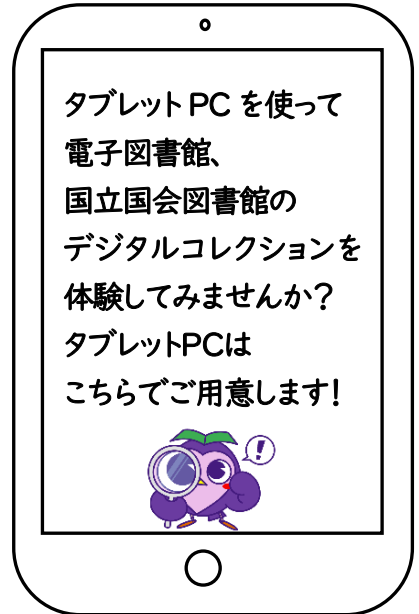 タブレットPCを使って
電子図書館、
国立国会図書館の
デジタルコレクションを
体験してみませんか?
タブレットPCは
こちらでご用意します!
!